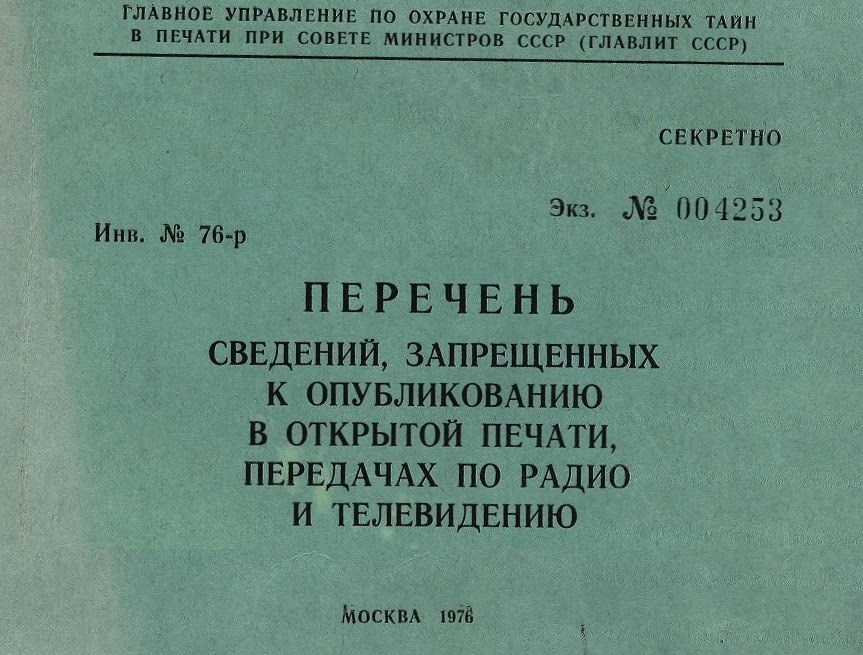 ГЛАВНОЕ УПРАВЛЕНИЕ ПО ОХРАНЕ ГОСУДАРСТВЕННЫХ ТАЙН
В ПЕЧАТИ ПРИ СОВЕТЕ МИНИСТРОВ СССР (ГЛАВЛИТ СССР)
СЕКРЕТНО
Экз. № 004253
Инв. № 76-р
ПЕРЕЧЕНЬ
СВЕДЕНИЙ, ЗАПРЕЩЕННЫХ
К ОПУБЛИКОВАНИЮ
В ОТКРЫТОЙ ПЕЧАТИ,
ПЕРЕДАЧАХ ПО РАДИО
И ТЕЛЕВИДЕНИЮ
МОСКВА 1976